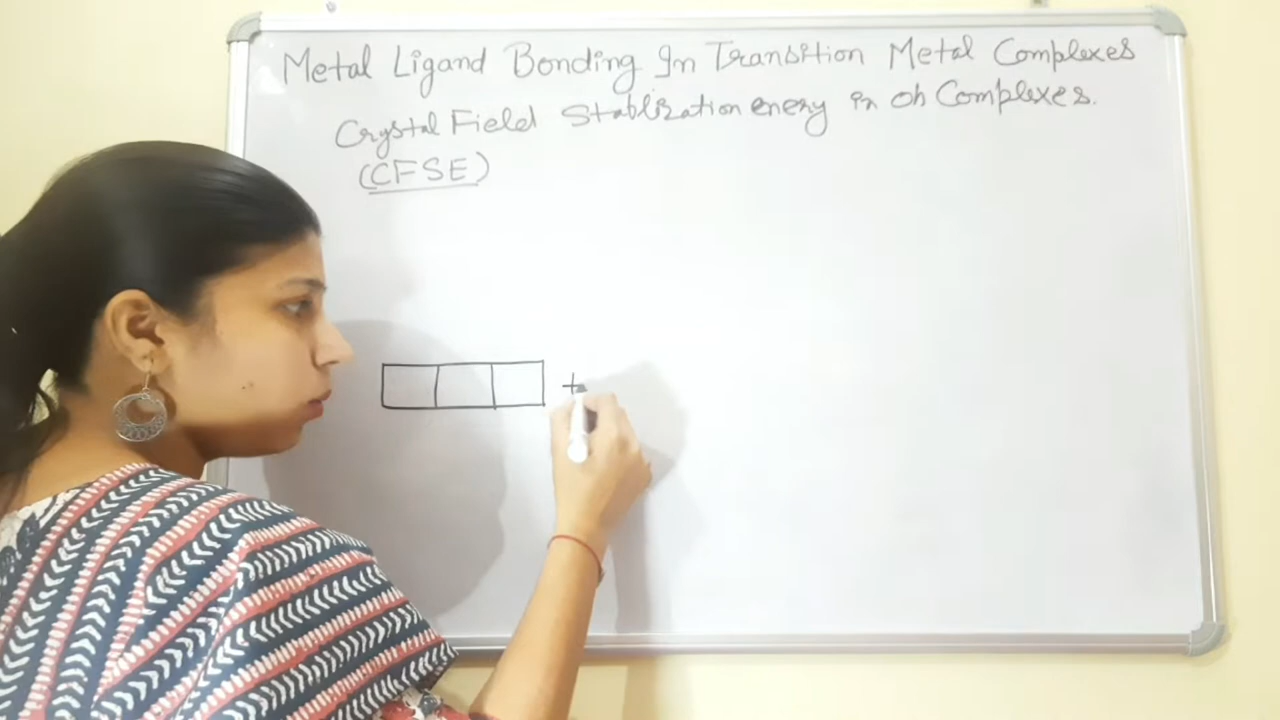 Metal Ligand Bonding In Transition Metal Complexes
Crystal Field Stablization enery in Oh Complexes.
(CFSE)
+